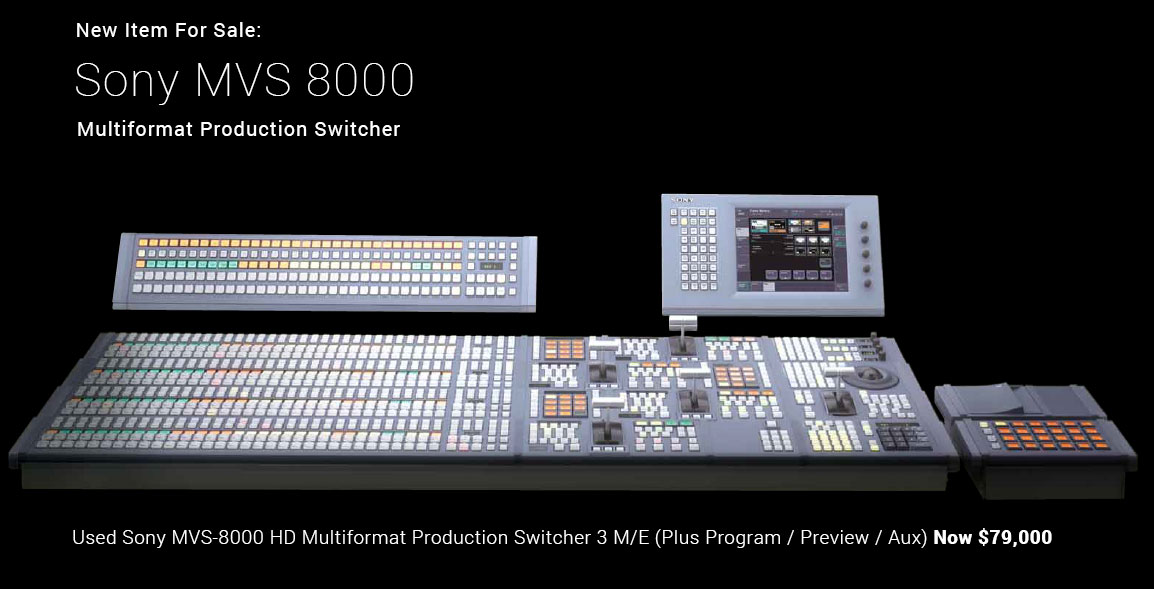 New Item For Sale:
Sony MVS 8000
Multiformat Production Switcher
SONY
Used Sony MVS-8000 HD Multiformat Production Switcher 3 M/E (Plus Program / Preview / Aux) Now $79,000